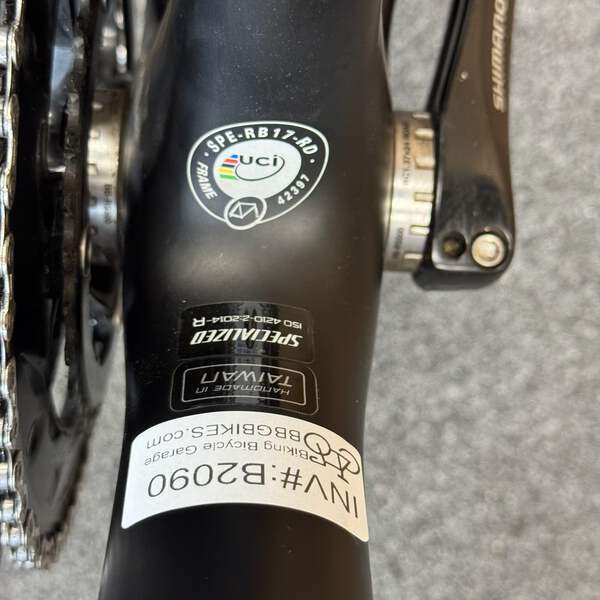 SPE-RB17-RD
uci
FRAME
42397
SPECIALIZED
ISO 4210-2:2014-R
HANDMADE IN
TAIWAN
Biking Bicycle Garage
BBGBIKES.com
INV#:B2090
SHIMANO